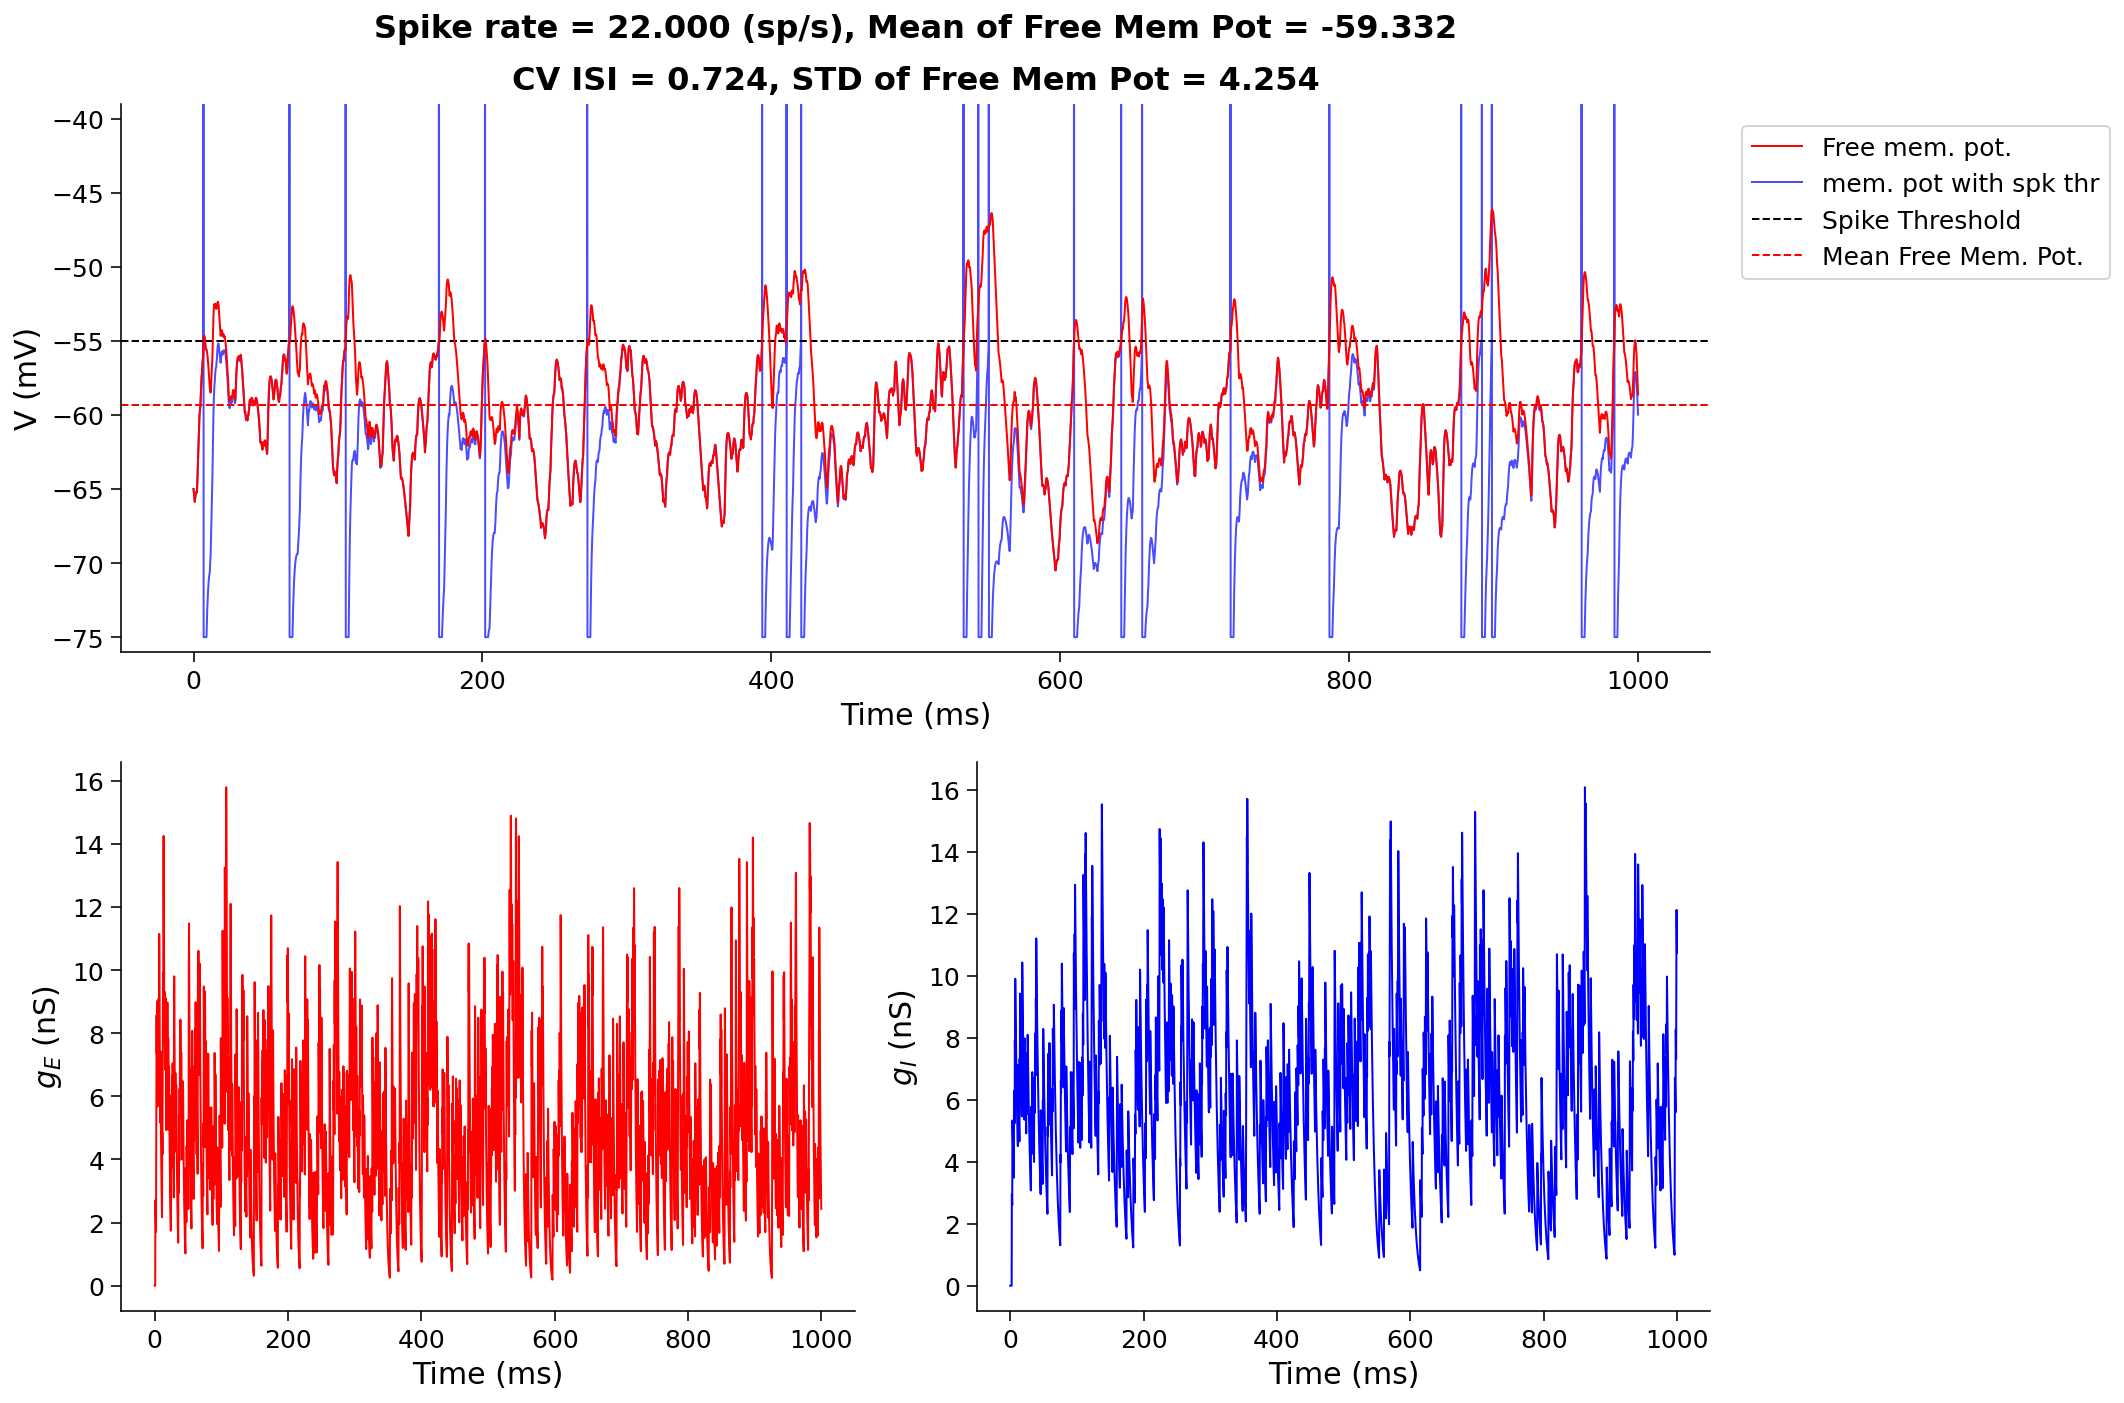 Spike rate = 22.000 (sp/s), Mean of Free Mem Pot = -59.332
CV ISI = 0.724, STD of Free Mem Pot = 4.254
−40
−45
−50
−55
−60
−65
−70
−75
V (mV)
0 200 400 600 800 1000
Time (ms)
Free mem. pot.
mem. pot with spk thr
Spike Threshold
Mean Free Mem. Pot.
16
14
12
10
8
6
4
2
0
g_E (nS)
0 200 400 600 800 1000
Time (ms)
16
14
12
10
8
6
4
2
0
g_I (nS)
0 200 400 600 800 1000
Time (ms)